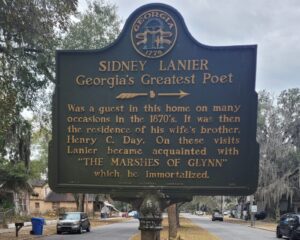 GEORGIA
1776
SIDNEY LANIER
Georgia's Greatest Poet
Was a guest in this home on many
occasions in the 1870's. It was then
the residence of his wife's brother,
Henry C. Day. On these visits
Lanier became acquainted with
"THE MARSHES OF GLYNN"
which he immortalized.